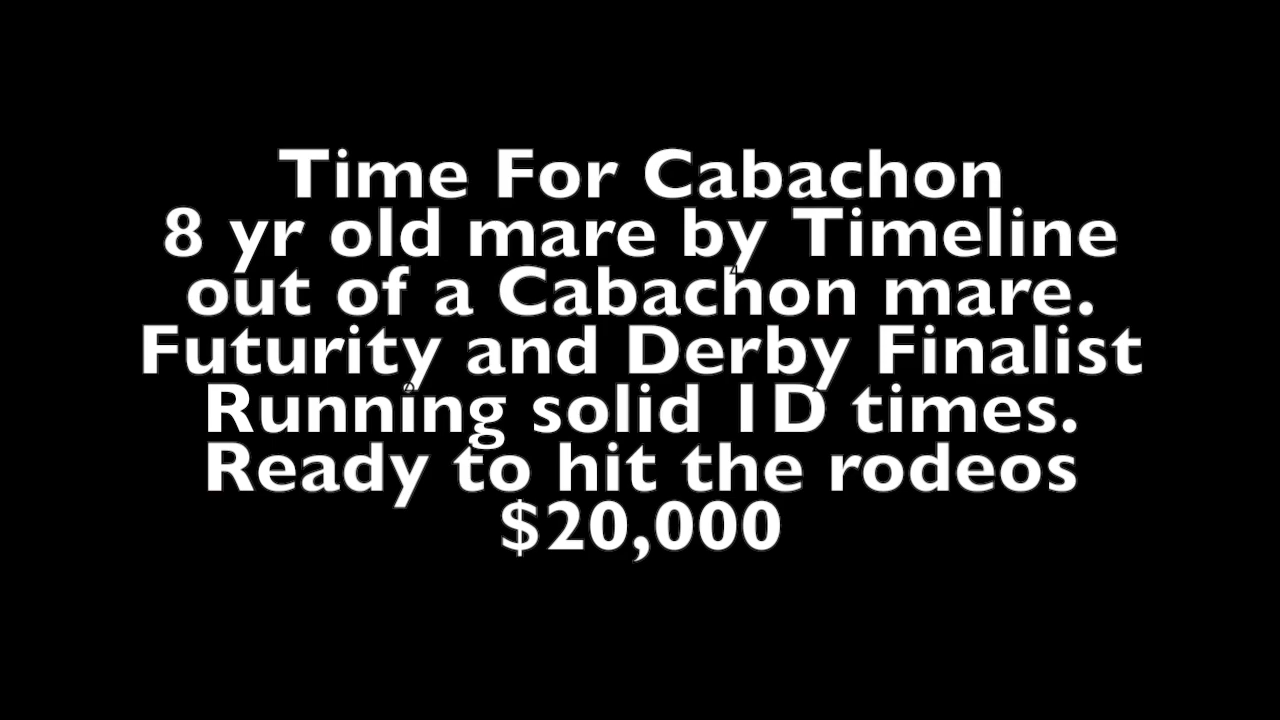 Time For Cabachon
8 yr old mare by Timeline
out of a Cabachon mare.
Futurity and Derby Finalist
Running solid 1D times.
Ready to hit the rodeos
$20,000